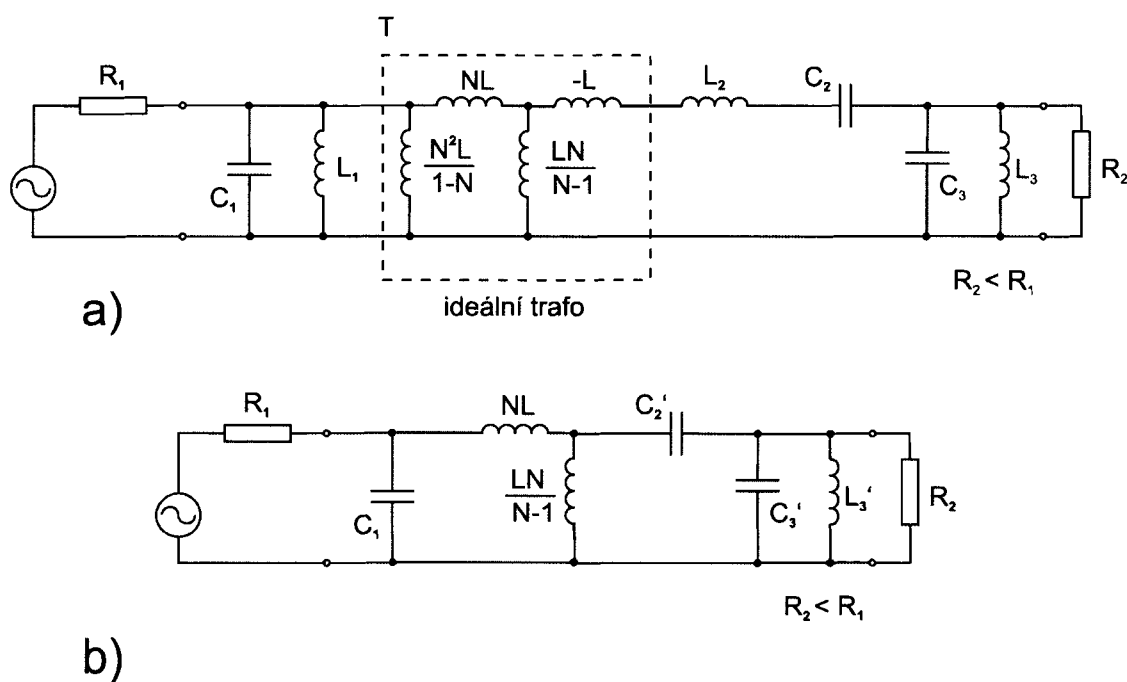 T
R₁
NL
-L
L₂
C₂
C₁
L₁
N²L
1-N
LN
N-1
C₃
L₃
R₂
R₂ < R₁
a)
ideální trafo
R₁
NL
C₂‘
C₁
LN
N-1
C₃‘
L₃‘
R₂
R₂ < R₁
b)